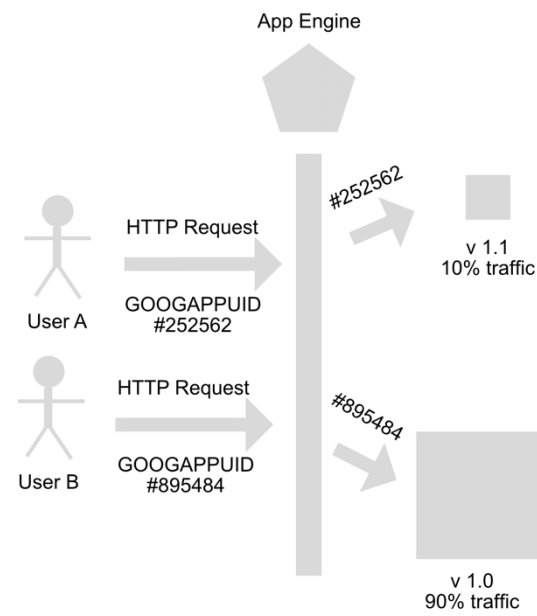 App Engine
#252562
HTTP Request
v 1.1
10% traffic
GOOGAPPUID
#252562
User A
HTTP Request
#895484
GOOGAPPUID
#895484
User B
v 1.0
90% traffic